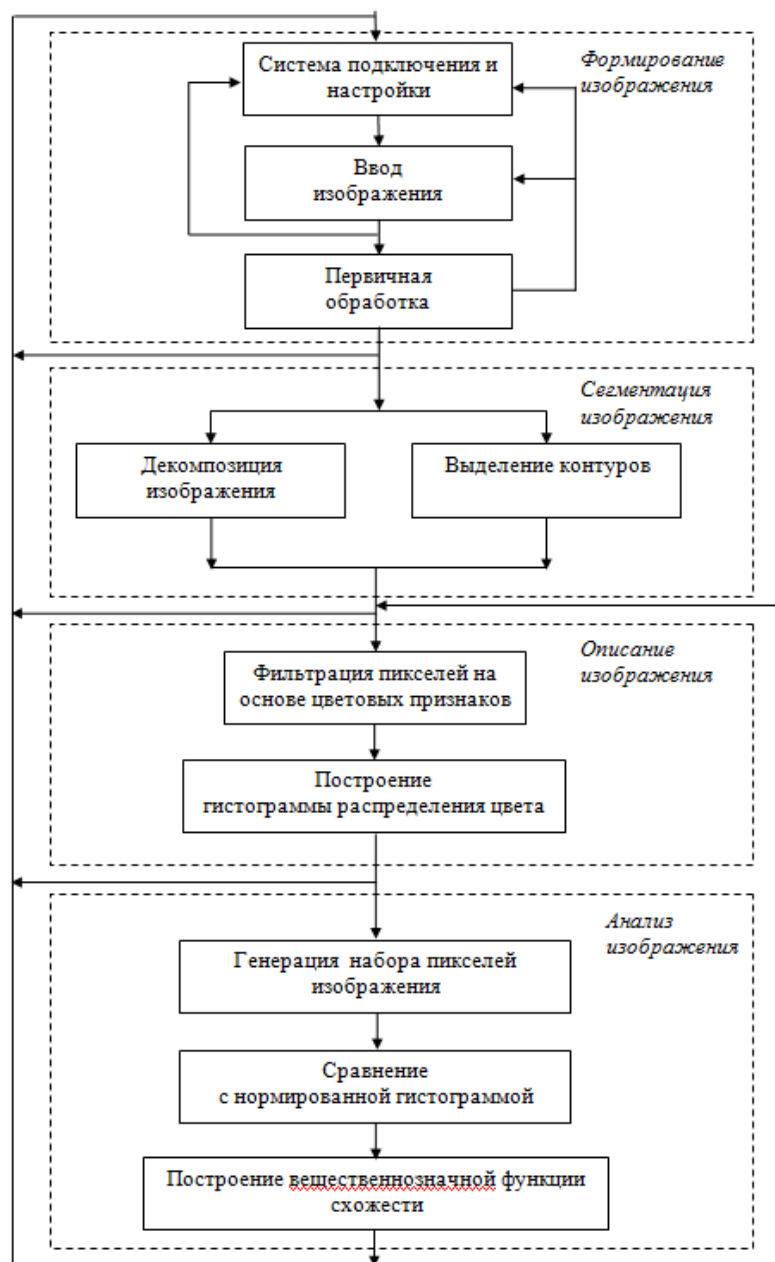 Формирование
изображения
Система подключения и
настройки
Ввод
изображения
Первичная
обработка
Сегментация
изображения
Декомпозиция
изображения
Выделение контуров
Описание
изображения
Фильтрация пикселей на
основе цветовых признаков
Построение
гистограммы распределения цвета
Анализ
изображения
Генерация набора пикселей
изображения
Сравнение
с нормированной гистограммой
Построение вещественнозначной функции
схожести